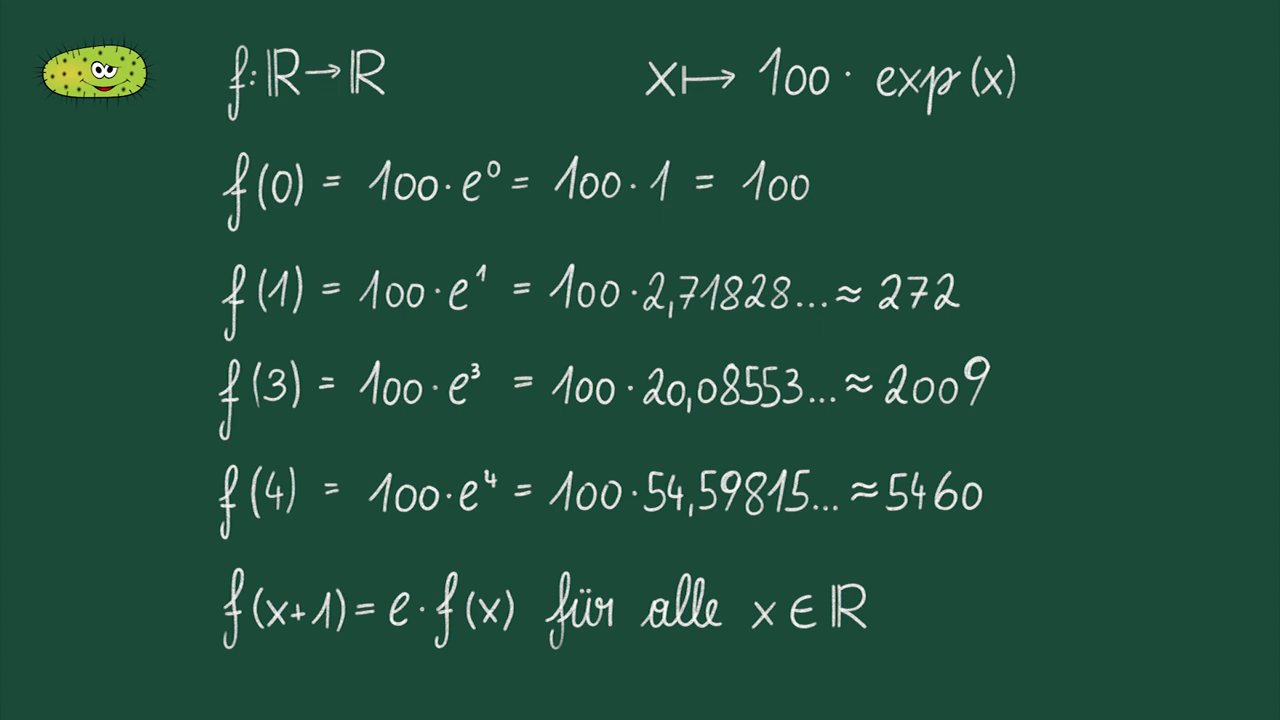 f: ℝ → ℝ x ↦ 100 · exp(x)
f(0) = 100 · e⁰ = 100 · 1 = 100
f(1) = 100 · e¹ = 100 · 2,71828... ≈ 272
f(3) = 100 · e³ = 100 · 20,08553... ≈ 2009
f(4) = 100 · e⁴ = 100 · 54,59815... ≈ 5460
f(x+1) = e · f(x) für alle x ∈ ℝ